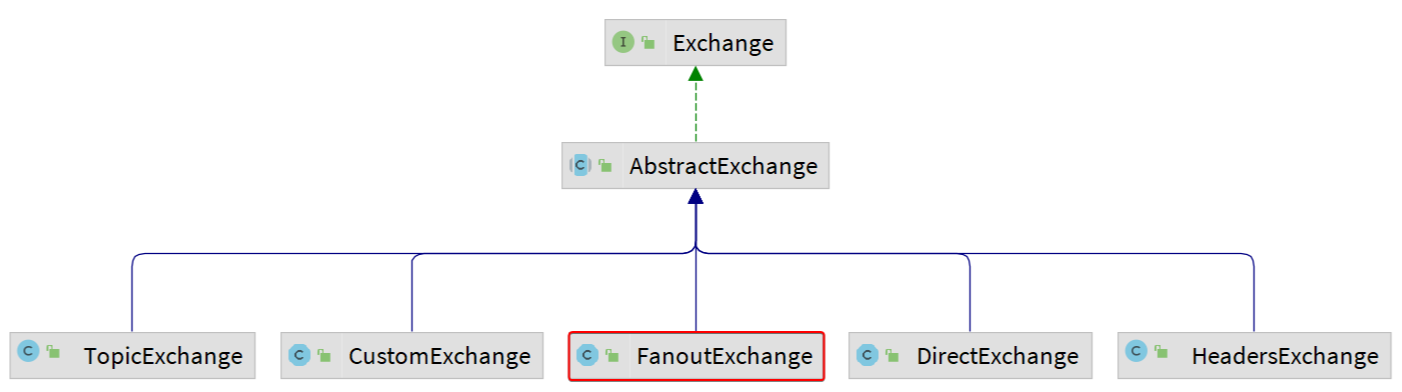 I Exchange
C AbstractExchange
C TopicExchange
C CustomExchange
C FanoutExchange
C DirectExchange
C HeadersExchange